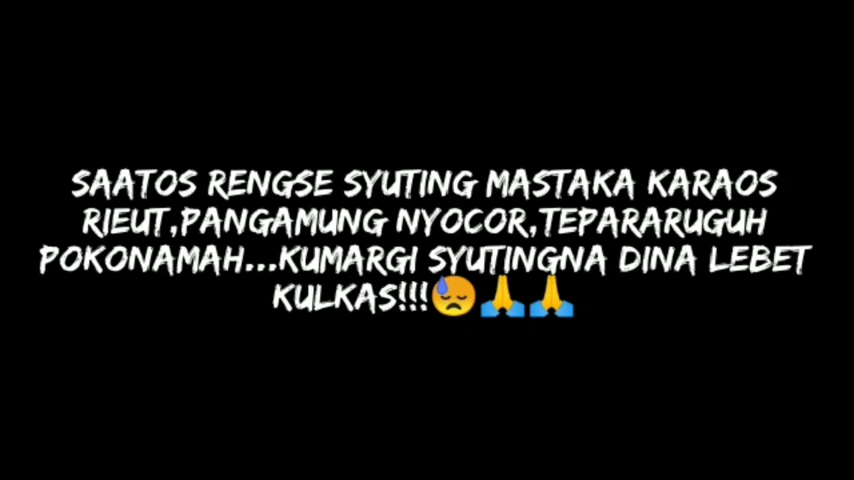 SAATOS RENGSE SYUTING MASTAKA KARAOS
RIEUT,PANGAMUNG NYOCOR,TEPARARUGUH
POKONAMAH...KUMARGI SYUTINGNA DINA LEBET
KULKAS!!!😓🙏🙏